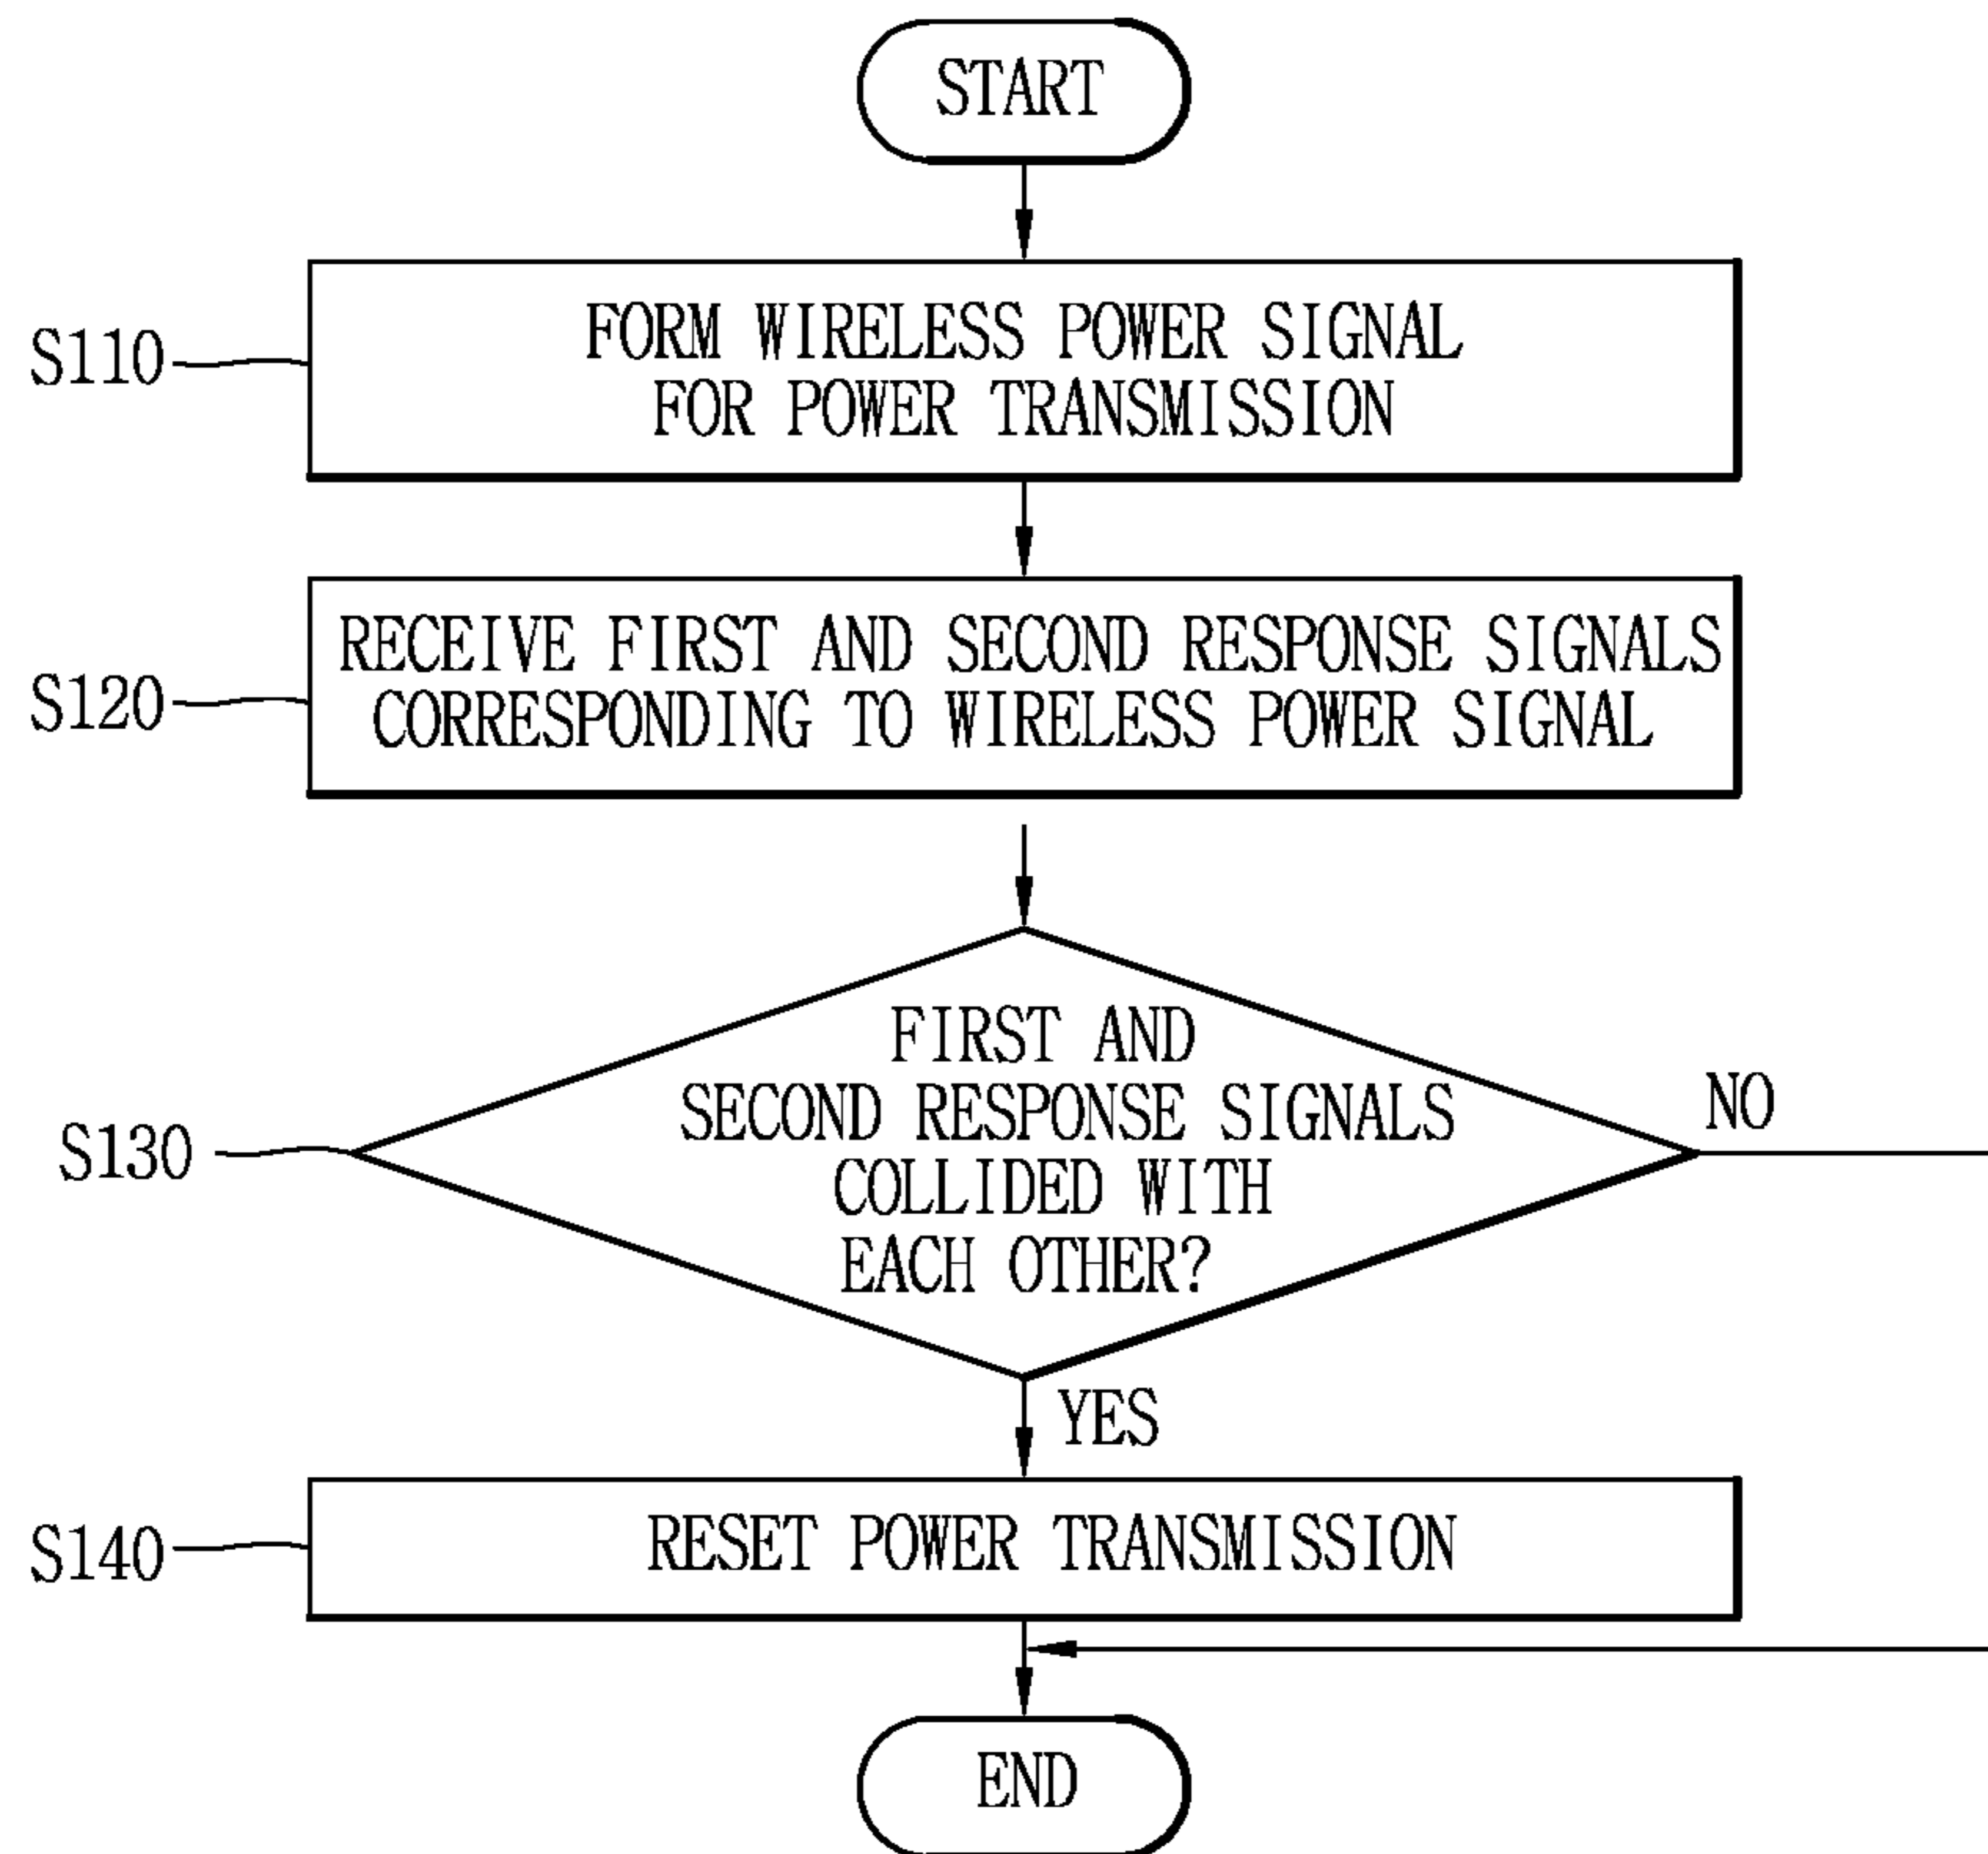 START
S110
FORM WIRELESS POWER SIGNAL
FOR POWER TRANSMISSION
S120
RECEIVE FIRST AND SECOND RESPONSE SIGNALS
CORRESPONDING TO WIRELESS POWER SIGNAL
S130
FIRST AND
SECOND RESPONSE SIGNALS
COLLIDED WITH
EACH OTHER?
NO
YES
S140
RESET POWER TRANSMISSION
END